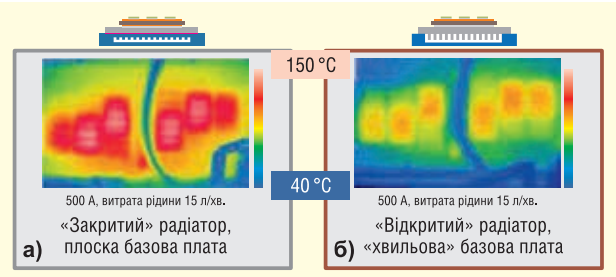 150 °C
40 °C
500 А, витрата рідини 15 л/хв.
«Закритий» радіатор,
плоска базова плата
а)
500 А, витрата рідини 15 л/хв.
«Відкритий» радіатор,
«хвильова» базова плата
б)